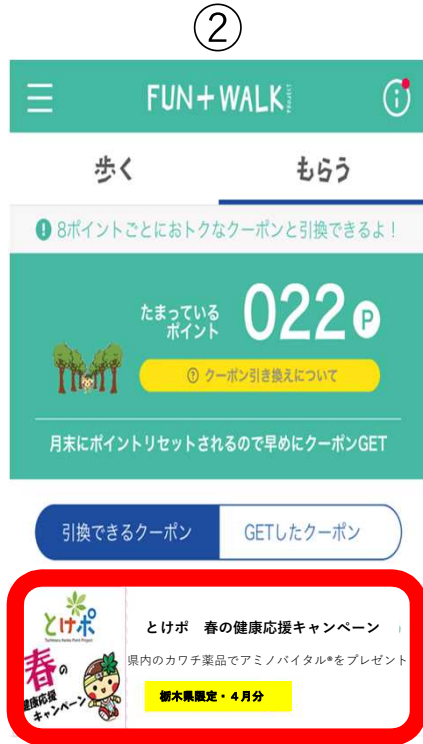 ②
FUN+WALK PROJECT
歩く
もらう
8ポイントごとにおトクなクーポンと引換できるよ！
たまっている
ポイント
022 P
クーポン引き換えについて
月末にポイントリセットされるので早めにクーポンGET
引換できるクーポン
GETしたクーポン
とけポ
春の
健康応援
キャンペーン
とけポ　春の健康応援キャンペーン
県内のカワチ薬品でアミノバイタル®をプレゼント
栃木県限定・４月分